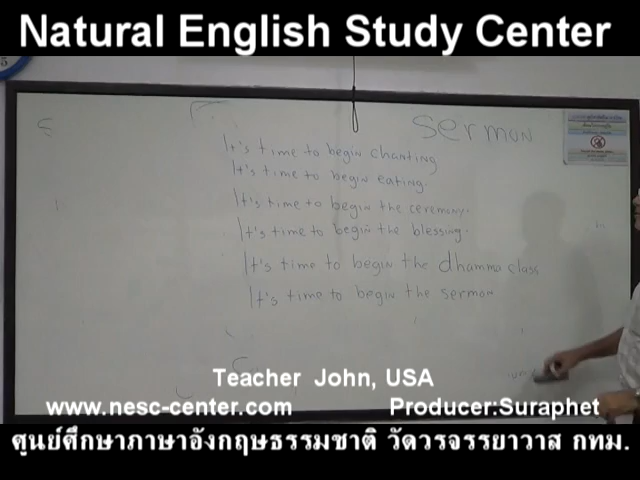 Natural English Study Center
sermon
It's time to begin chanting
It's time to begin eating.
It's time to begin the ceremony.
It's time to begin the blessing.
It's time to begin the dhamma class
It's time to begin the sermon
Teacher John, USA
www.nesc-center.com Producer:Suraphet
ศูนย์ศึกษาภาษาอังกฤษธรรมชาติ วัดวรจรรยาวาส กทม.